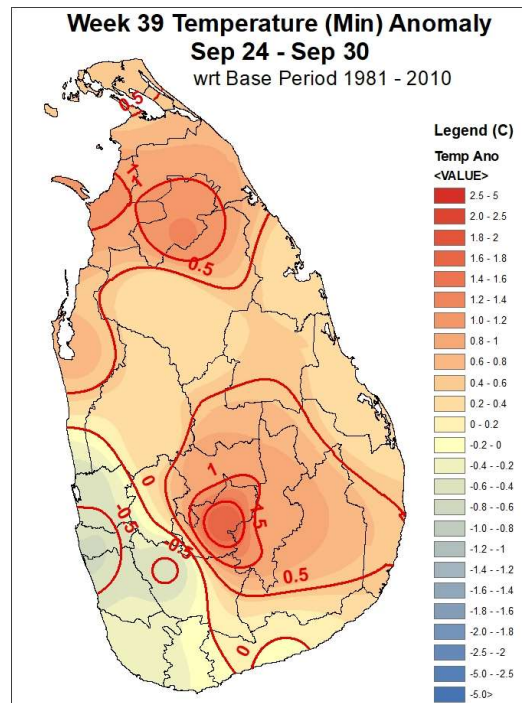 Week 39 Temperature (Min) Anomaly
Sep 24 - Sep 30
wrt Base Period 1981 - 2010
Legend (C)
Temp Ano
<VALUE>
2.5 - 5
2.0 - 2.5
1.8 - 2
1.6 - 1.8
1.4 - 1.6
1.2 - 1.4
1.0 - 1.2
0.8 - 1
0.6 - 0.8
0.4 - 0.6
0.2 - 0.4
0 - 0.2
-0.2 - 0
-0.4 - -0.2
-0.6 - -0.4
-0.8 - -0.6
-1.0 - -0.8
-1.2 - -1
-1.4 - -1.2
-1.6 - -1.4
-1.8 - -1.6
-2.0 - -1.8
-2.5 - -2
-5.0 - -2.5
-5.0>
0.5
1
1
0.5
0
1
1.5
-0.5
-0.5
0.5
0